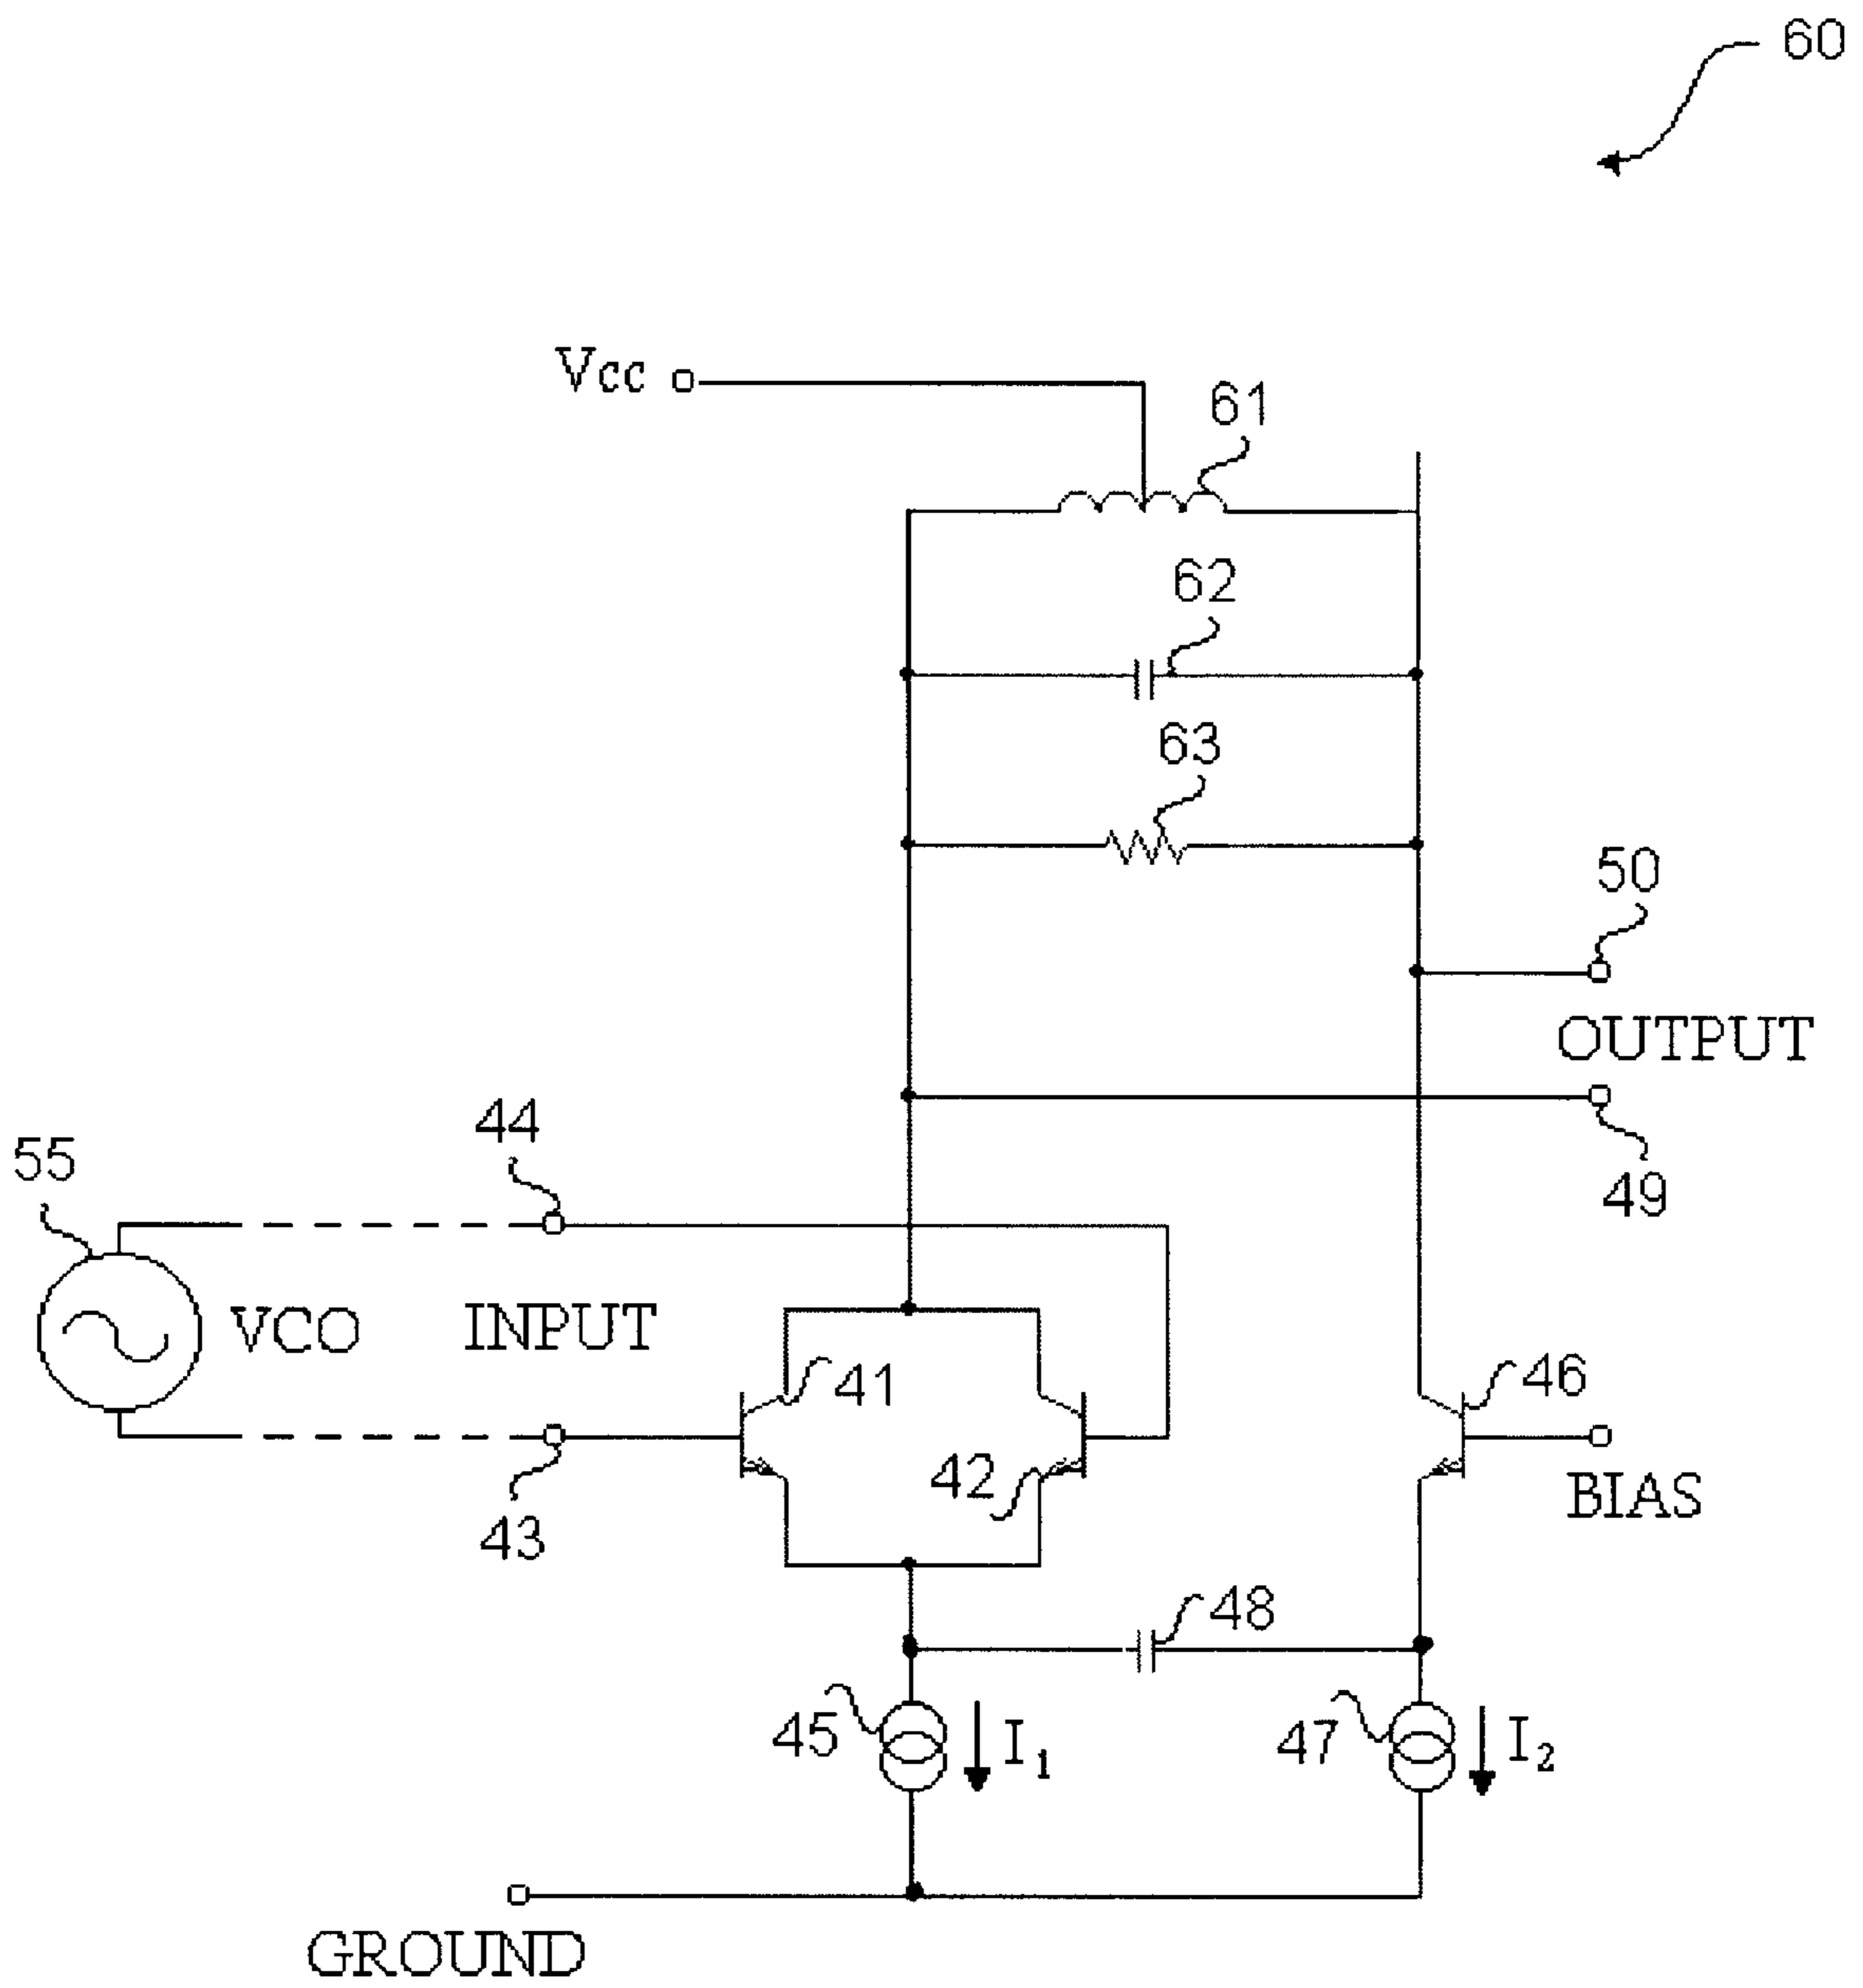 60
Vcc
61
62
63
50
OUTPUT
44
55
49
VCO
INPUT
41
46
42
BIAS
43
48
45
I1
47
I2
GROUND